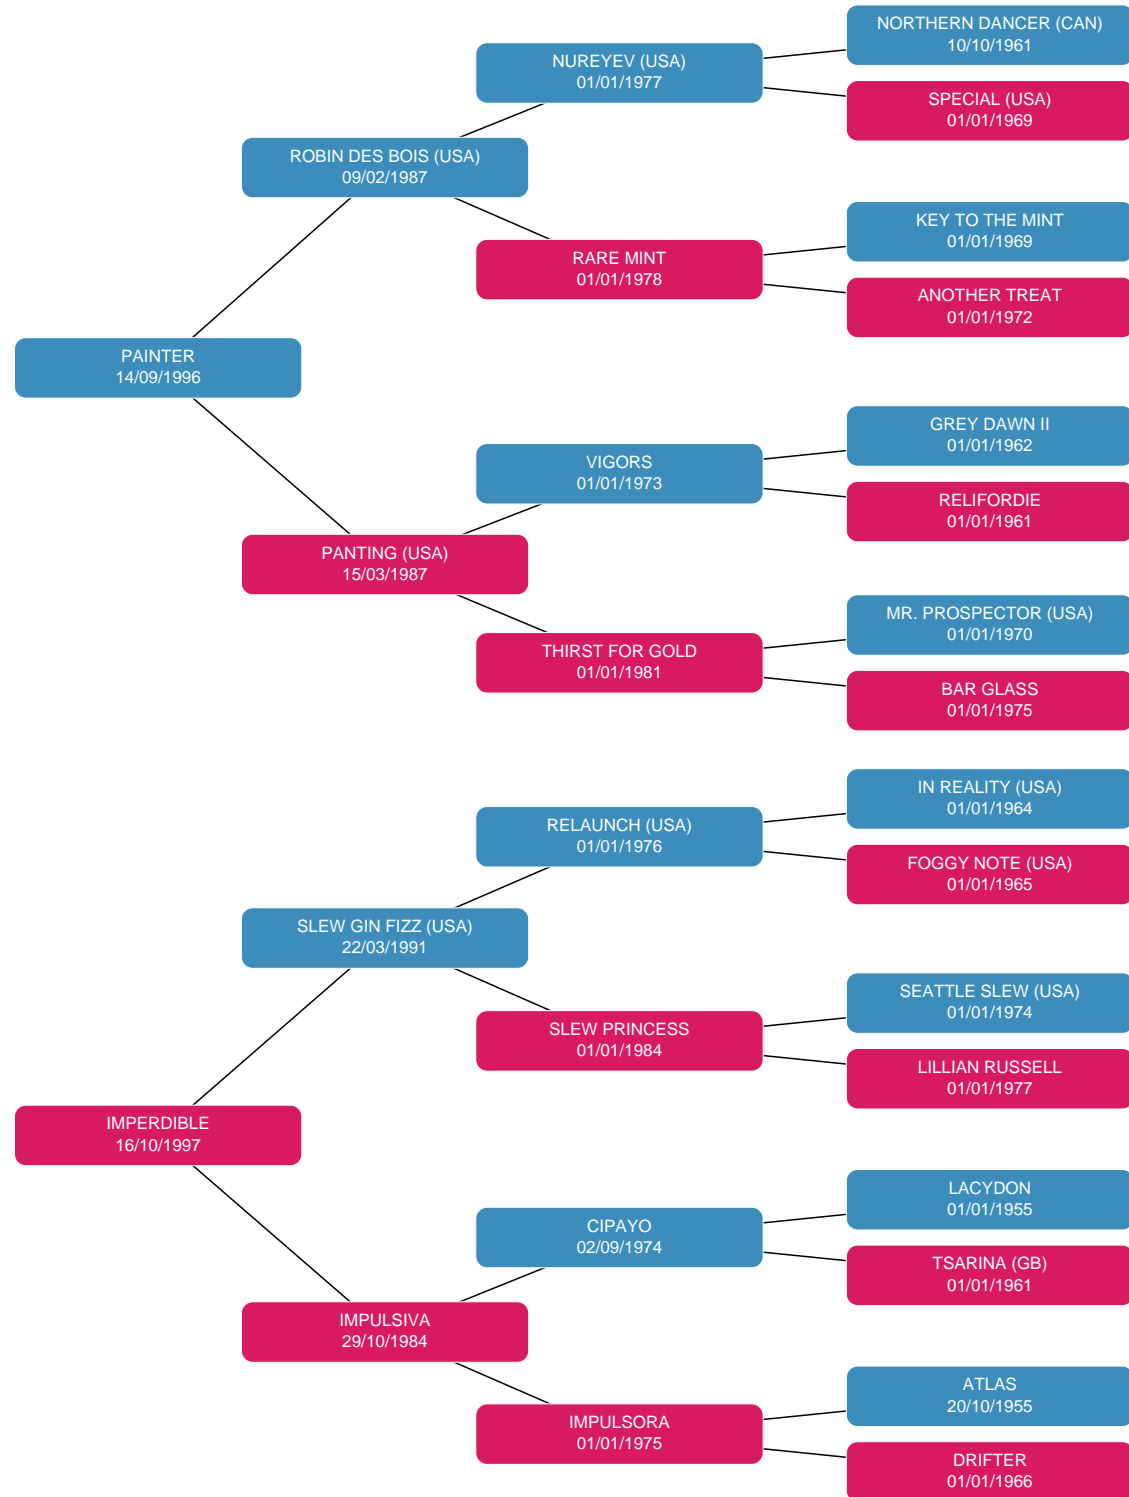 NORTHERN DANCER (CAN)
10/10/1961
NUREYEV (USA)
01/01/1977
SPECIAL (USA)
01/01/1969
ROBIN DES BOIS (USA)
09/02/1987
KEY TO THE MINT
01/01/1969
RARE MINT
01/01/1978
ANOTHER TREAT
01/01/1972
PAINTER
14/09/1996
GREY DAWN II
01/01/1962
VIGORS
01/01/1973
RELIFORDIE
01/01/1961
PANTING (USA)
15/03/1987
MR. PROSPECTOR (USA)
01/01/1970
THIRST FOR GOLD
01/01/1981
BAR GLASS
01/01/1975
IN REALITY (USA)
01/01/1964
RELAUNCH (USA)
01/01/1976
FOGGY NOTE (USA)
01/01/1965
SLEW GIN FIZZ (USA)
22/03/1991
SEATTLE SLEW (USA)
01/01/1974
SLEW PRINCESS
01/01/1984
LILLIAN RUSSELL
01/01/1977
IMPERDIBLE
16/10/1997
LACYDON
01/01/1955
CIPAYO
02/09/1974
TSARINA (GB)
01/01/1961
IMPULSIVA
29/10/1984
ATLAS
20/10/1955
IMPULSORA
01/01/1975
DRIFTER
01/01/1966